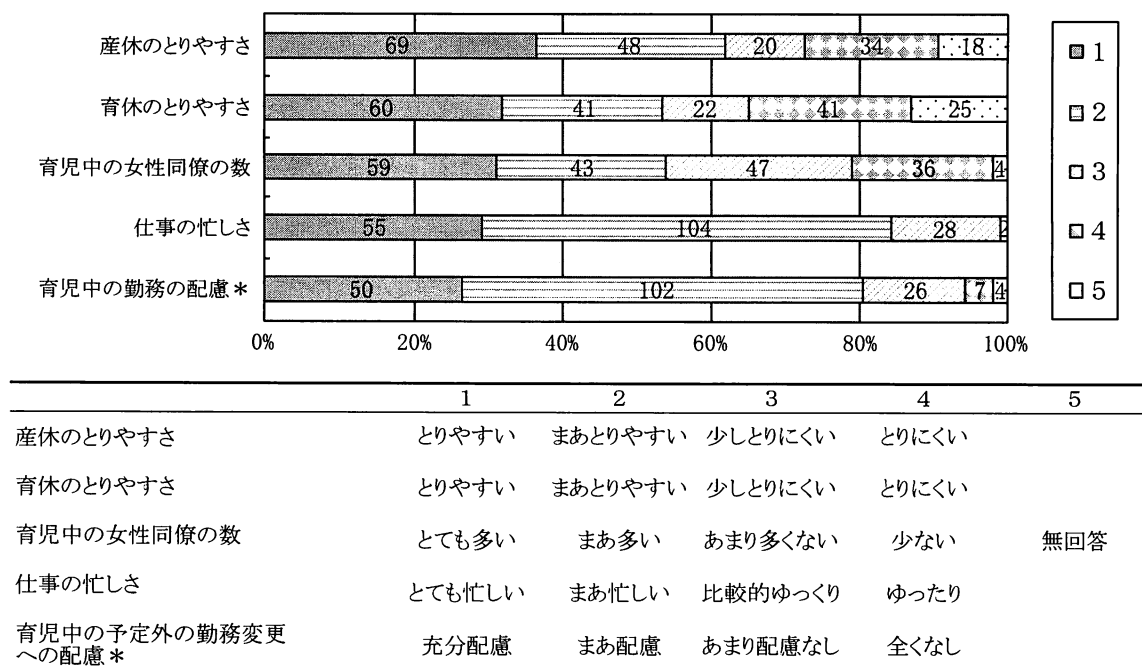 産休のとりやすさ 69 48 20 34 18
育休のとりやすさ 60 41 22 41 25
育児中の女性同僚の数 59 43 47 36 4
仕事の忙しさ 55 104 28 2
育児中の勤務の配慮* 50 102 26 7 4
0% 20% 40% 60% 80% 100%
1
2
3
4
5
1 2 3 4 5
産休のとりやすさ とりやすい まあとりやすい 少しとりにくい とりにくい
育休のとりやすさ とりやすい まあとりやすい 少しとりにくい とりにくい
育児中の女性同僚の数 とても多い まあ多い あまり多くない 少ない 無回答
仕事の忙しさ とても忙しい まあ忙しい 比較的ゆっくり ゆったり
育児中の予定外の勤務変更
への配慮* 充分配慮 まあ配慮 あまり配慮なし 全くなし